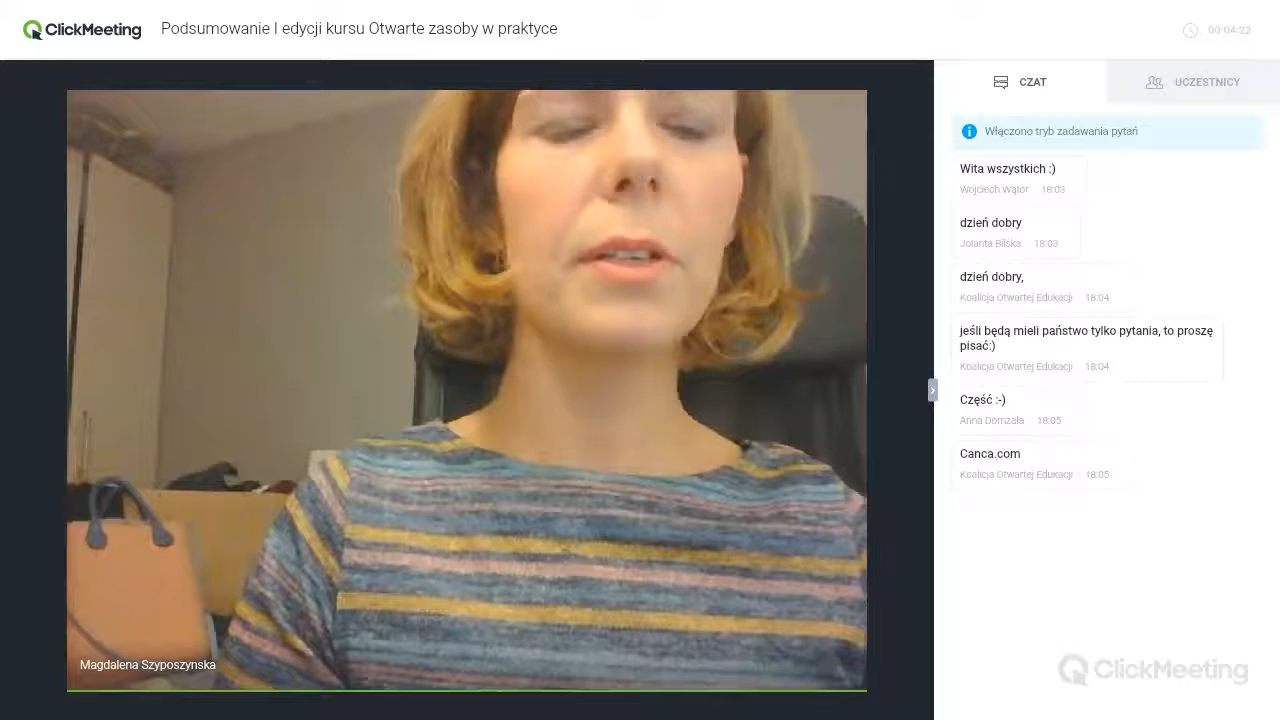 ClickMeeting
Podsumowanie I edycji kursu Otwarte zasoby w praktyce
00:04:22
CZAT
UCZESTNICY
Włączono tryb zadawania pytań
Wita wszystkich :)
Wojciech Wątor 18:03
dzień dobry
Jolanta Bilska 18:03
dzień dobry,
Koalicja Otwartej Edukacji 18:04
jeśli będą mieli państwo tylko pytania, to proszę
pisać:)
Koalicja Otwartej Edukacji 18:04
Część :-)
Anna Domżała 18:05
Canca.com
Koalicja Otwartej Edukacji 18:05
Magdalena Szyposzynska
ClickMeeting